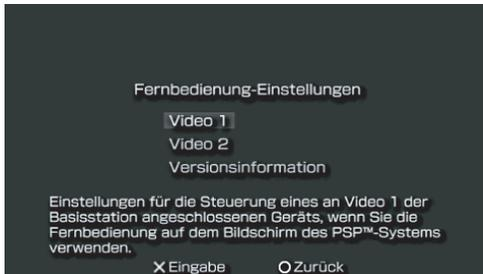 Fernbedienung-Einstellungen
Video 1
Video 2
Versionsinformation
Einstellungen für die Steuerung eines an Video 1 der
Basisstation angeschlossenen Geräts, wenn Sie die
Fernbedienung auf dem Bildschirm des PSP™-Systems
verwenden.
✕ Eingabe ○ Zurück